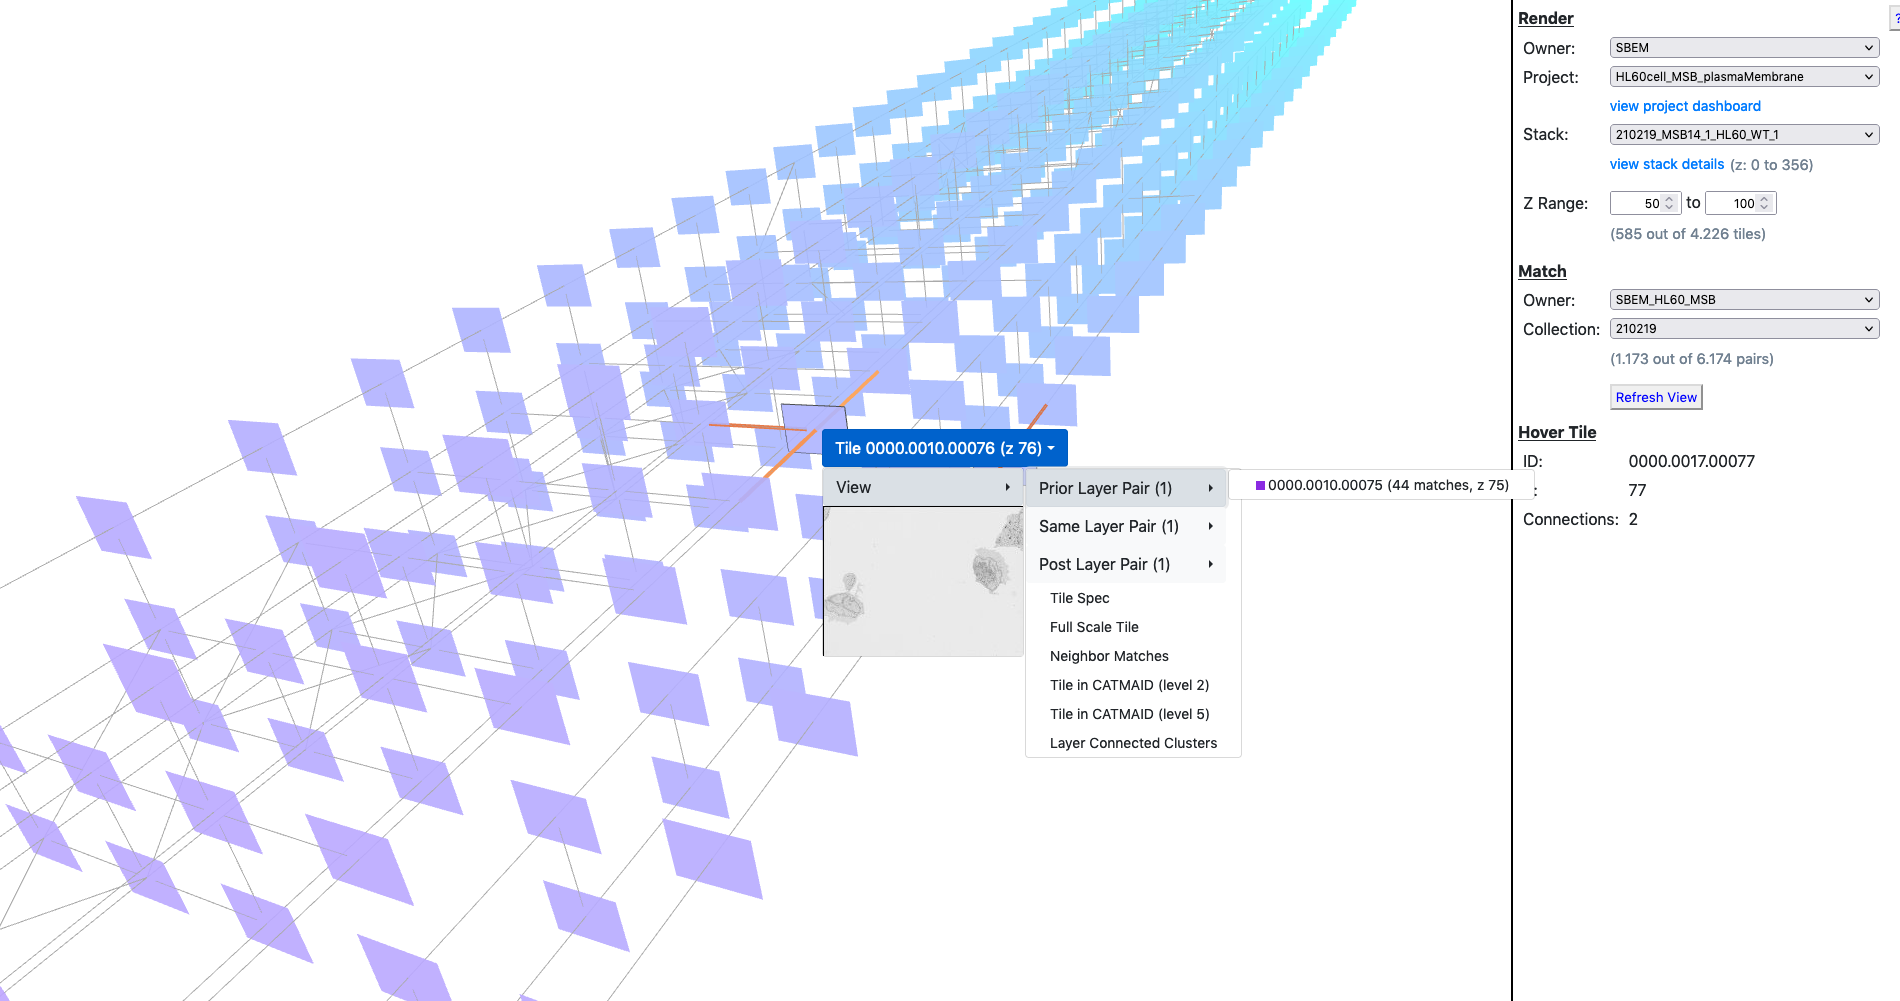 Render
?
Owner:
SBEM
Project:
HL60cell_MSB_plasmaMembrane
view project dashboard
Stack:
210219_MSB14_1_HL60_WT_1
view stack details (z: 0 to 356)
Z Range:
50 to 100
(585 out of 4.226 tiles)
Match
Owner:
SBEM_HL60_MSB
Collection:
210219
(1.173 out of 6.174 pairs)
Refresh View
Hover Tile
ID:
0000.0017.00077
77
Connections: 2
Tile 0000.0010.00076 (z 76)
View
Prior Layer Pair (1)
0000.0010.00075 (44 matches, z 75)
Same Layer Pair (1)
Post Layer Pair (1)
Tile Spec
Full Scale Tile
Neighbor Matches
Tile in CATMAID (level 2)
Tile in CATMAID (level 5)
Layer Connected Clusters